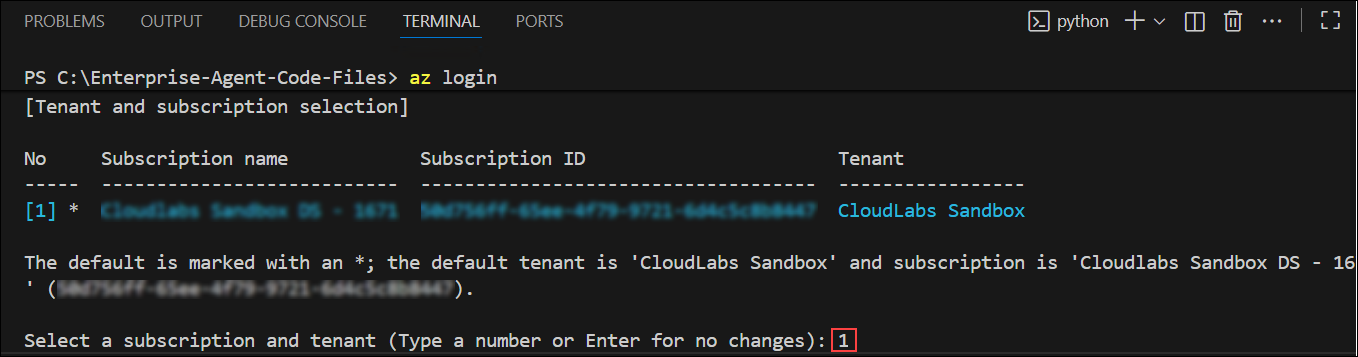 PROBLEMS OUTPUT DEBUG CONSOLE TERMINAL PORTS python
PS C:\Enterprise-Agent-Code-Files> az login
[Tenant and subscription selection]
No Subscription name Subscription ID Tenant
----- --------------------------- ------------------------------------ -----------------
[1] * CloudLabs Sandbox
The default is marked with an *; the default tenant is 'CloudLabs Sandbox' and subscription is 'Cloudlabs Sandbox DS - 16
' ( ).
Select a subscription and tenant (Type a number or Enter for no changes): 1